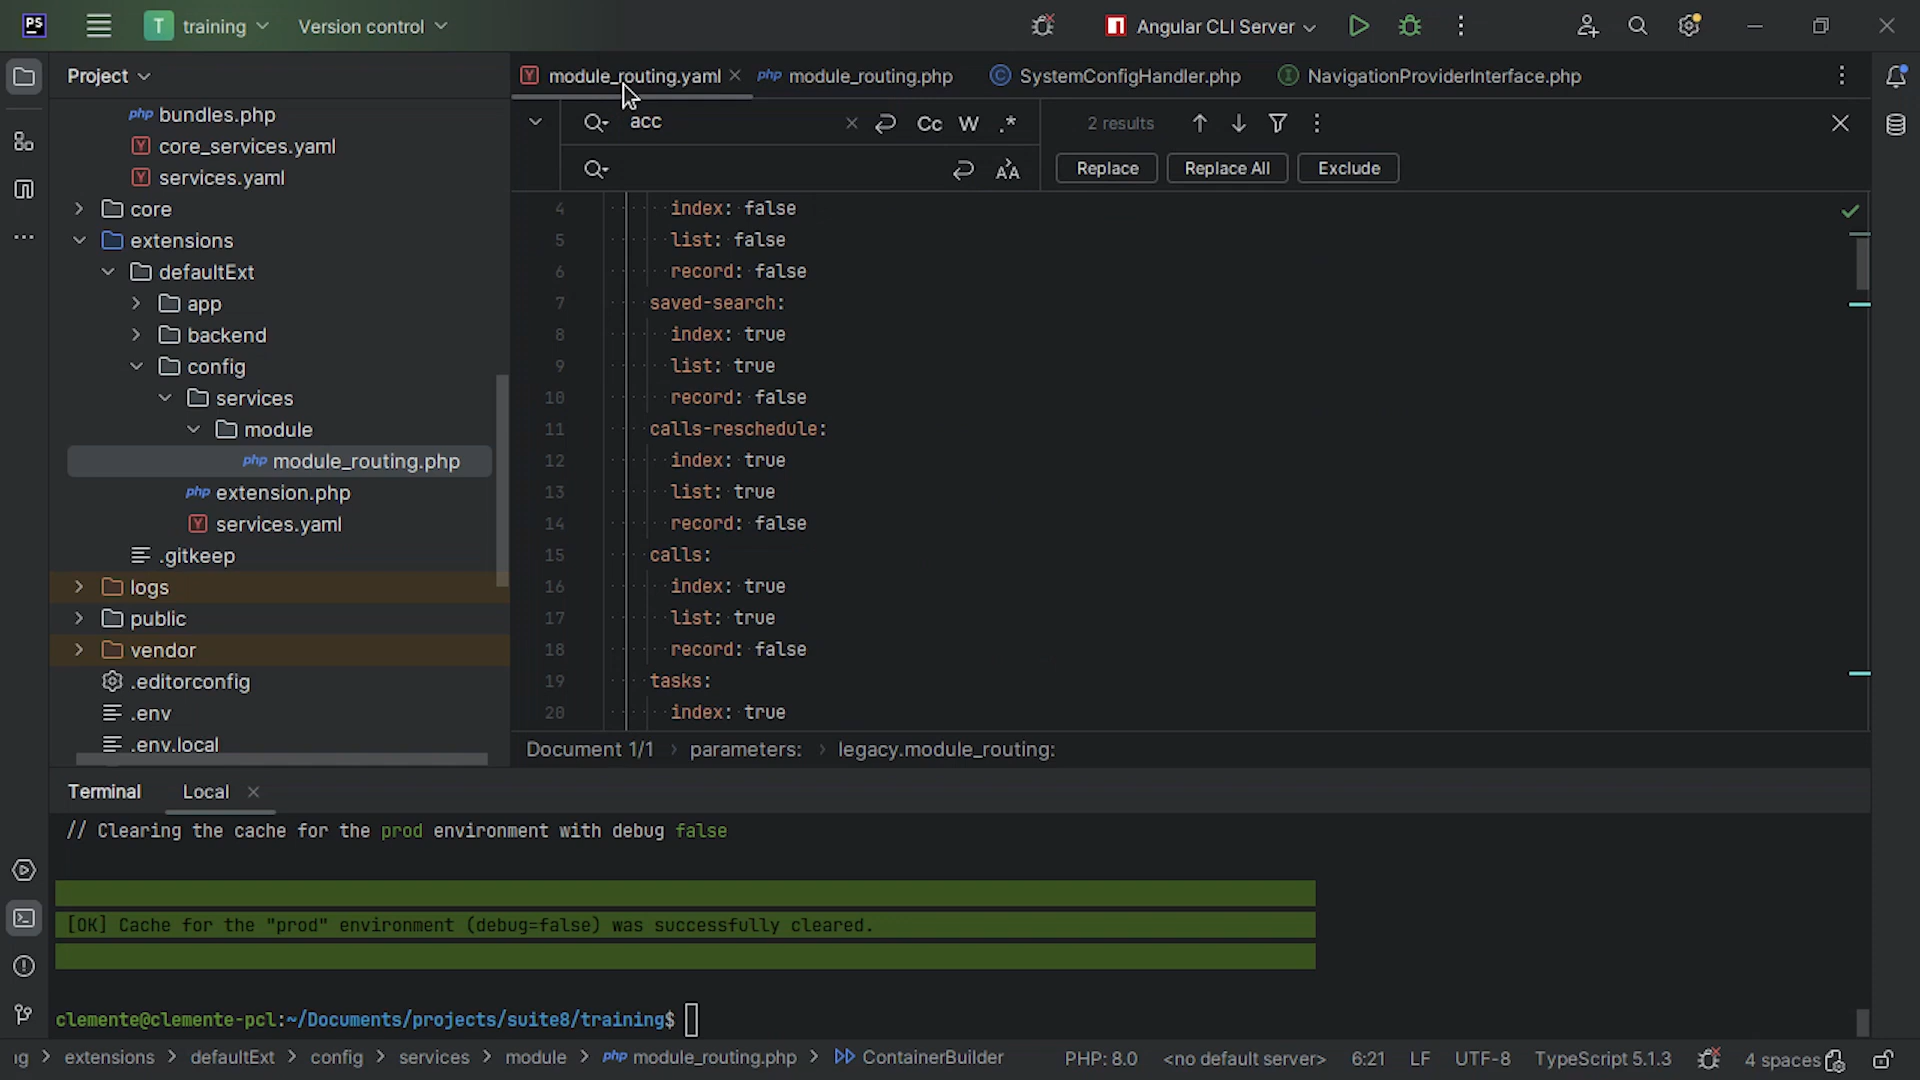 PS
T training
Version control
Angular CLI Server
Project
module_routing.yaml
php module_routing.php
SystemConfigHandler.php
NavigationProviderInterface.php
acc
Cc
W
.*
2 results
Replace
Replace All
Exclude
php bundles.php
Y core_services.yaml
Y services.yaml
core
extensions
defaultExt
app
backend
config
services
module
php module_routing.php
php extension.php
Y services.yaml
.gitkeep
logs
public
vendor
.editorconfig
.env
.env.local
4 index: false
5 list: false
6 record: false
7 saved-search:
8 index: true
9 list: true
10 record: false
11 calls-reschedule:
12 index: true
13 list: true
14 record: false
15 calls:
16 index: true
17 list: true
18 record: false
19 tasks:
20 index: true
Document 1/1 › parameters: › legacy.module_routing:
Terminal
Local
// Clearing the cache for the prod environment with debug false
[OK] Cache for the "prod" environment (debug=false) was successfully cleared.
clemente@clemente-pcl:~/Documents/projects/suite8/training$
ng › extensions › defaultExt › config › services › module › php module_routing.php › ContainerBuilder
PHP: 8.0
<no default server>
6:21
LF
UTF-8
TypeScript 5.1.3
4 spaces